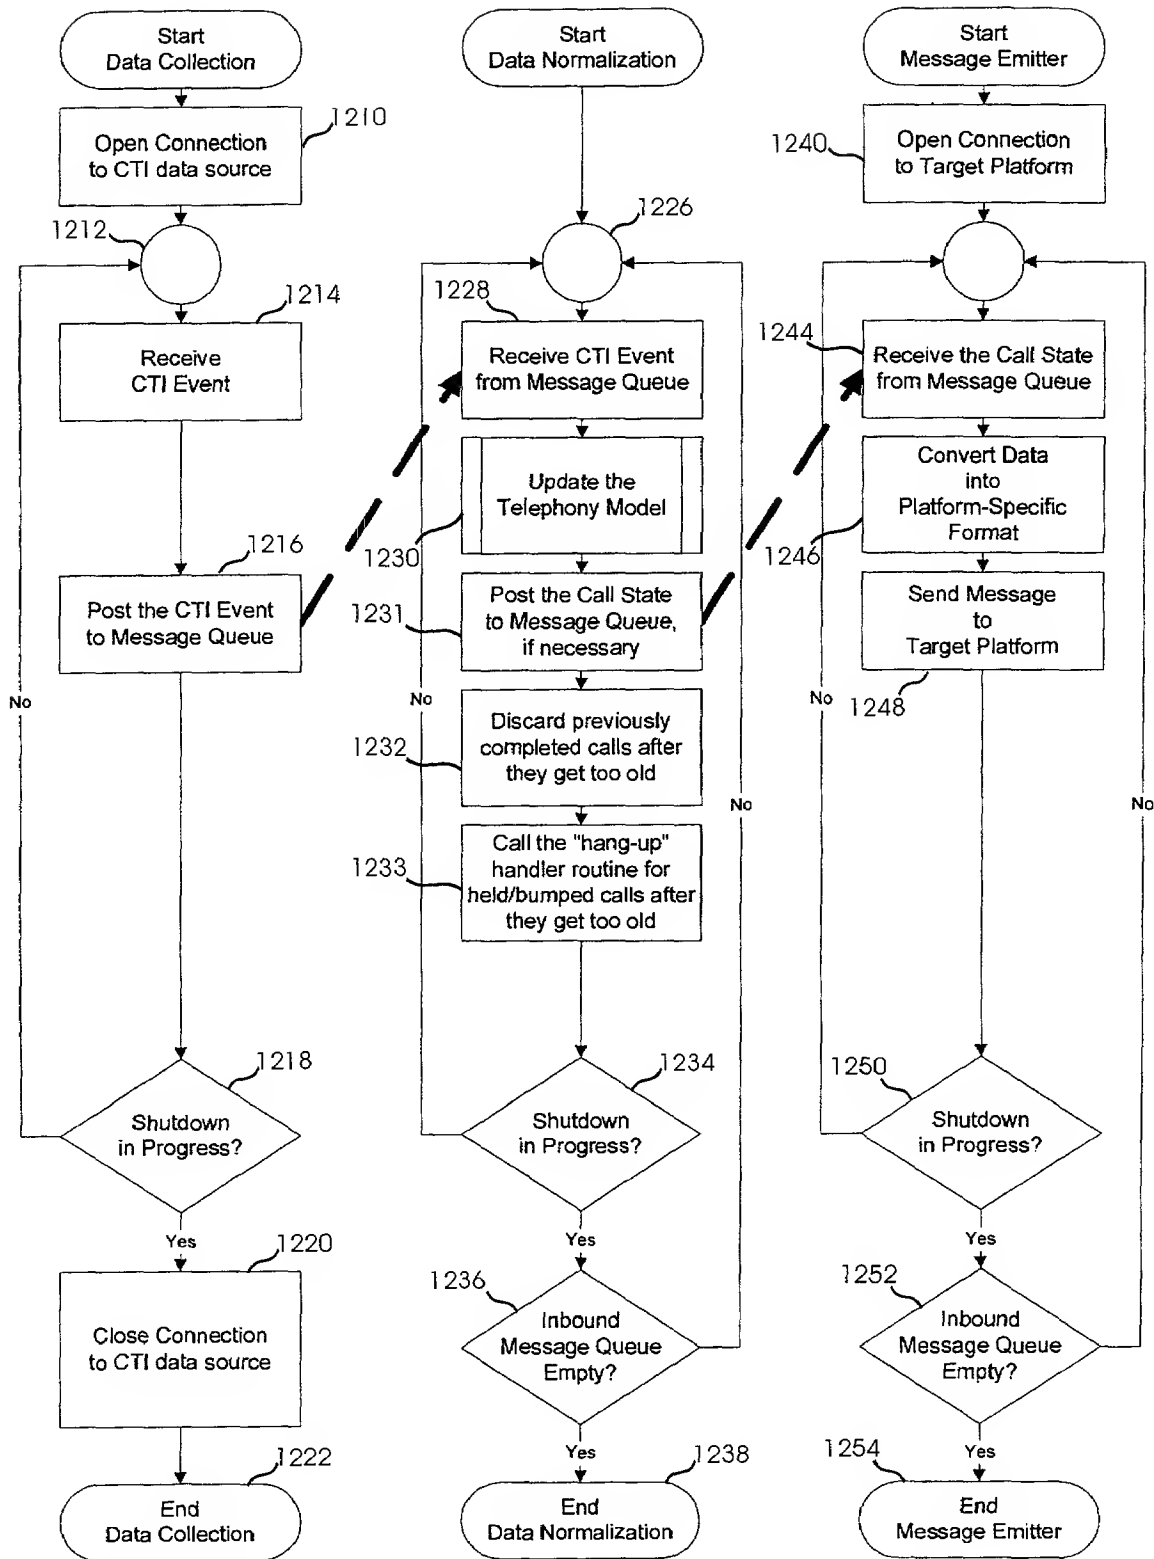 Start
Data Collection
1210
Open Connection
to CTI data source
1212
1214
Receive
CTI Event
1216
Post the CTI Event
to Message Queue
No
1218
Shutdown
in Progress?
Yes
1220
Close Connection
to CTI data source
1222
End
Data Collection
Start
Data Normalization
1226
1228
Receive CTI Event
from Message Queue
Update the
Telephony Model
1230
1231
Post the Call State
to Message Queue,
if necessary
No
1232
Discard previously
completed calls after
they get too old
No
1233
Call the "hang-up"
handler routine for
held/bumped calls after
they get too old
1234
Shutdown
in Progress?
Yes
1236
Inbound
Message Queue
Empty?
Yes
1238
End
Data Normalization
Start
Message Emitter
1240
Open Connection
to Target Platform
1244
Receive the Call State
from Message Queue
Convert Data
into
Platform-Specific
Format
1246
Send Message
to
Target Platform
No
1248
No
1250
Shutdown
in Progress?
Yes
1252
Inbound
Message Queue
Empty?
Yes
1254
End
Message Emitter